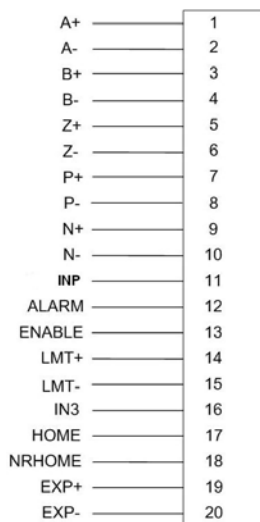 A+ 1
A- 2
B+ 3
B- 4
Z+ 5
Z- 6
P+ 7
P- 8
N+ 9
N- 10
INP 11
ALARM 12
ENABLE 13
LMT+ 14
LMT- 15
IN3 16
HOME 17
NRHOME 18
EXP+ 19
EXP- 20